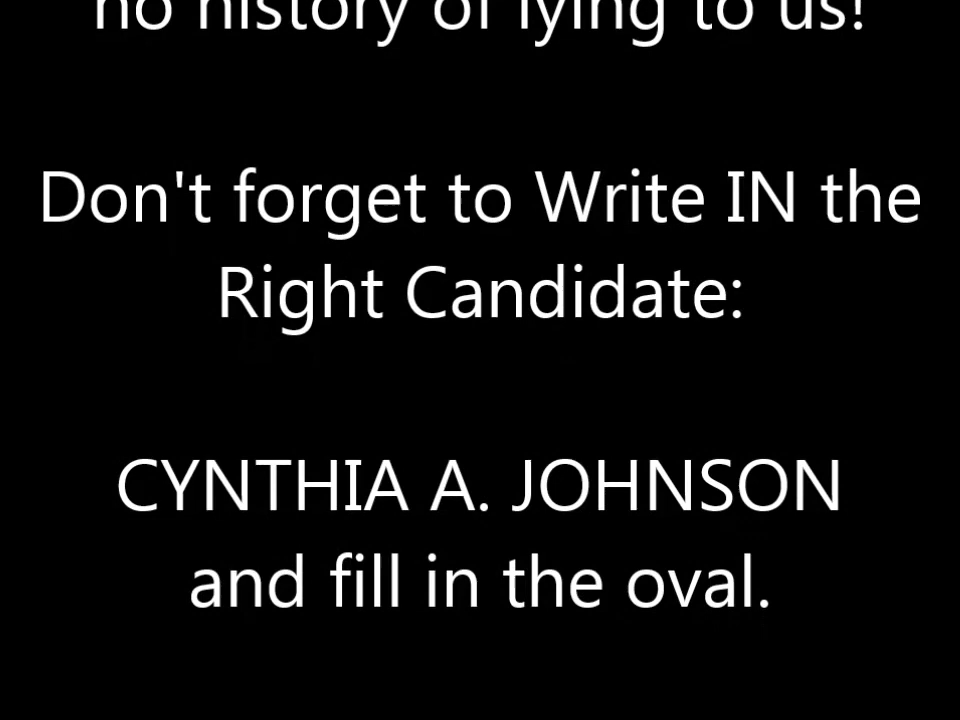 no history of lying to us!
Don't forget to Write IN the
Right Candidate:
CYNTHIA A. JOHNSON
and fill in the oval.